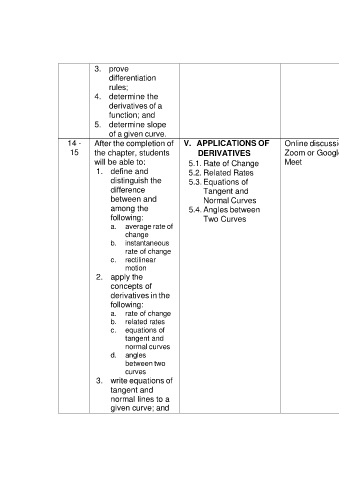 3. prove
differentiation
rules;
4. determine the
derivatives of a
function; and
5. determine slope
of a given curve.
14 -
15
After the completion of
the chapter, students
will be able to:
1. define and
distinguish the
difference
between and
among the
following:
a. average rate of
change
b. instantaneous
rate of change
c. rectilinear
motion
2. apply the
concepts of
derivatives in the
following:
a. rate of change
b. related rates
c. equations of
tangent and
normal curves
d. angles
between two
curves
3. write equations of
tangent and
normal lines to a
given curve; and
V. APPLICATIONS OF
DERIVATIVES
5.1. Rate of Change
5.2. Related Rates
5.3. Equations of
Tangent and
Normal Curves
5.4. Angles between
Two Curves
Online discussi
Zoom or Googl
Meet